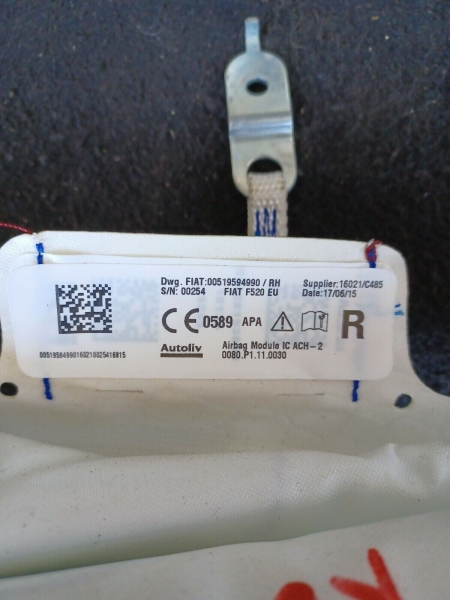 Dwg. FIAT:00519594990 / RH
Supplier:16021/C485
S/N: 00254 FIAT F520 EU
Date:17/06/15
CE 0589 APA
R
Autoliv
Airbag Module IC ACH-2
0080.P1.11.0030
00519594990160210025416815